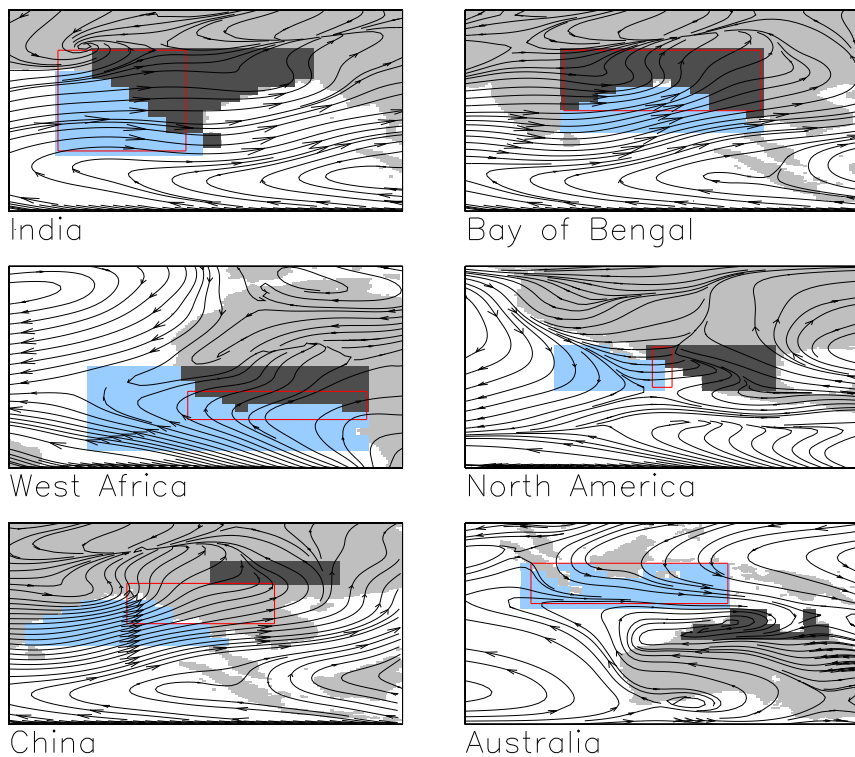 India
Bay of Bengal
West Africa
North America
China
Australia